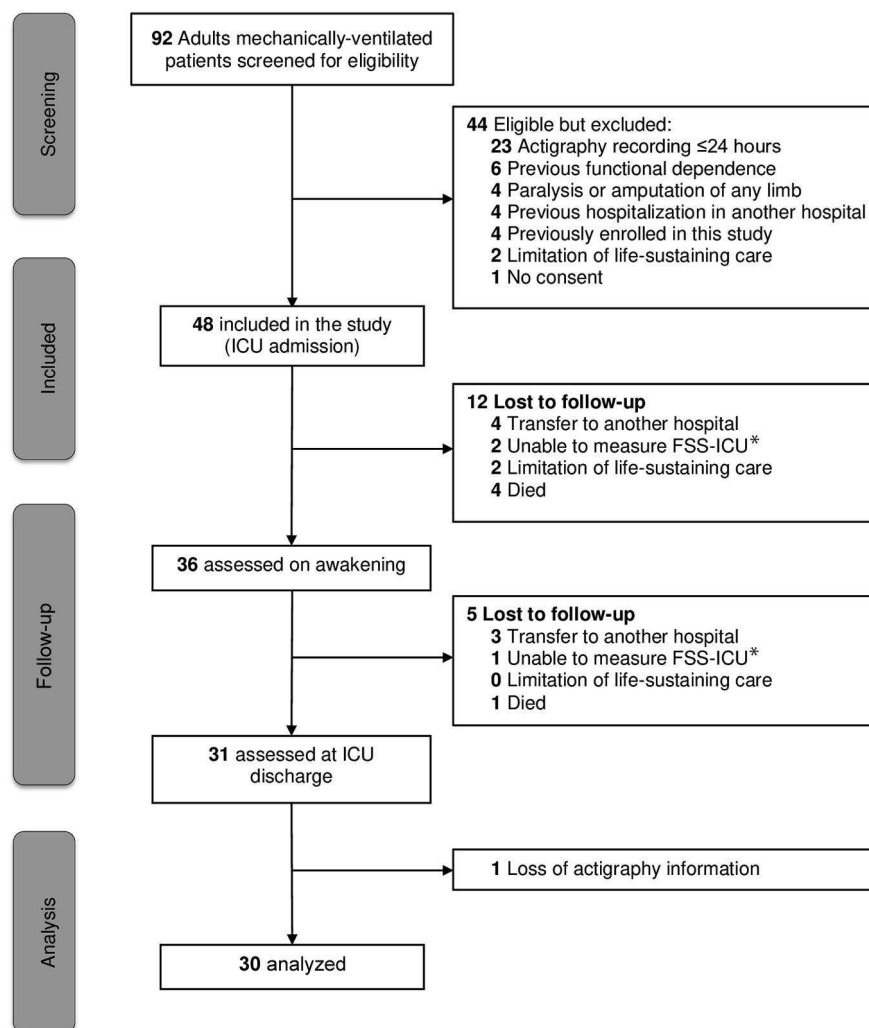 Screening
92 Adults mechanically-ventilated
patients screened for eligibility
44 Eligible but excluded:
23 Actigraphy recording ≤24 hours
6 Previous functional dependence
4 Paralysis or amputation of any limb
4 Previous hospitalization in another hospital
4 Previously enrolled in this study
2 Limitation of life-sustaining care
1 No consent
Included
48 included in the study
(ICU admission)
12 Lost to follow-up
4 Transfer to another hospital
2 Unable to measure FSS-ICU*
2 Limitation of life-sustaining care
4 Died
Follow-up
36 assessed on awakening
5 Lost to follow-up
3 Transfer to another hospital
1 Unable to measure FSS-ICU*
0 Limitation of life-sustaining care
1 Died
31 assessed at ICU
discharge
Analysis
1 Loss of actigraphy information
30 analyzed